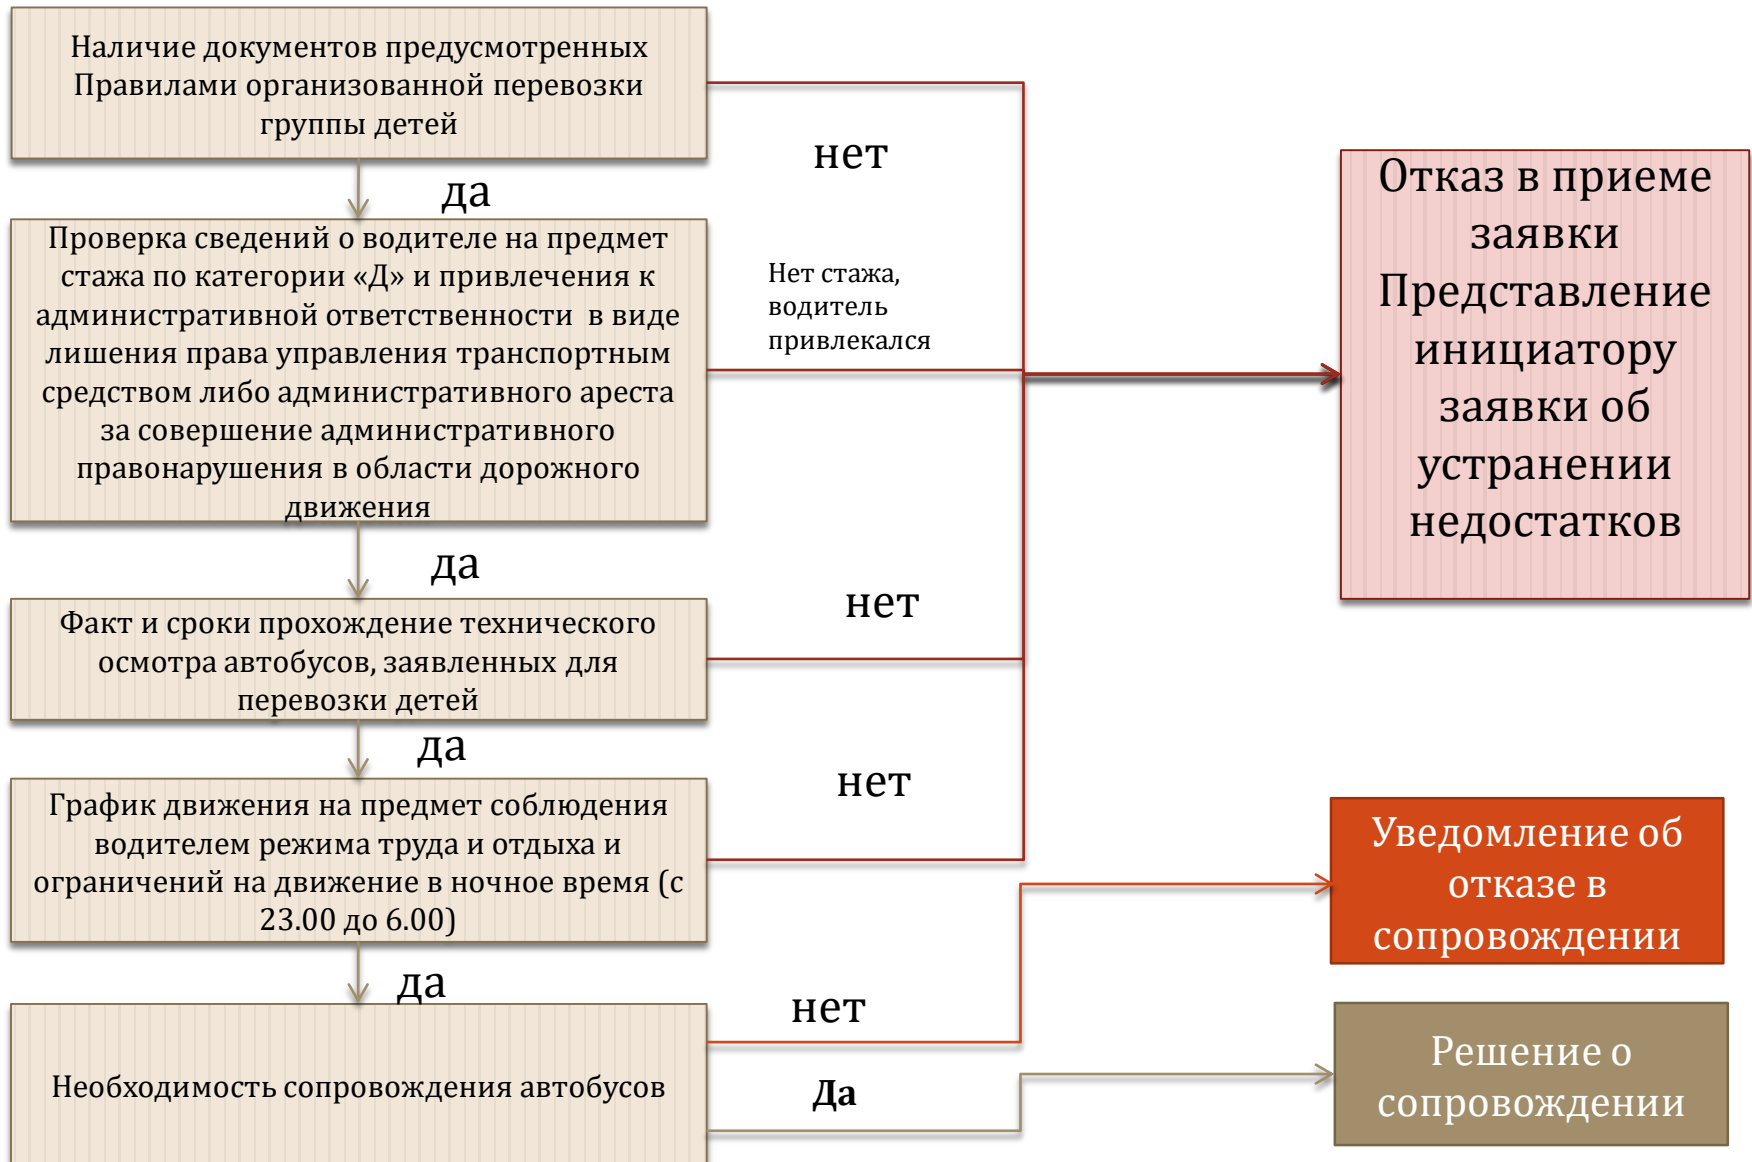 Наличие документов предусмотренных
Правилами организованной перевозки
группы детей
нет
да
Проверка сведений о водителе на предмет
стажа по категории «Д» и привлечения к
административной ответственности в виде
лишения права управления транспортным
средством либо административного ареста
за совершение административного
правонарушения в области дорожного
движения
Нет стажа,
водитель
привлекался
Отказ в приеме
заявки
Представление
инициатору
заявки об
устранении
недостатков
да
нет
Факт и сроки прохождение технического
осмотра автобусов, заявленных для
перевозки детей
да
нет
График движения на предмет соблюдения
водителем режима труда и отдыха и
ограничений на движение в ночное время (с
23.00 до 6.00)
Уведомление об
отказе в
сопровождении
да
нет
Необходимость сопровождения автобусов
Да
Решение о
сопровождении